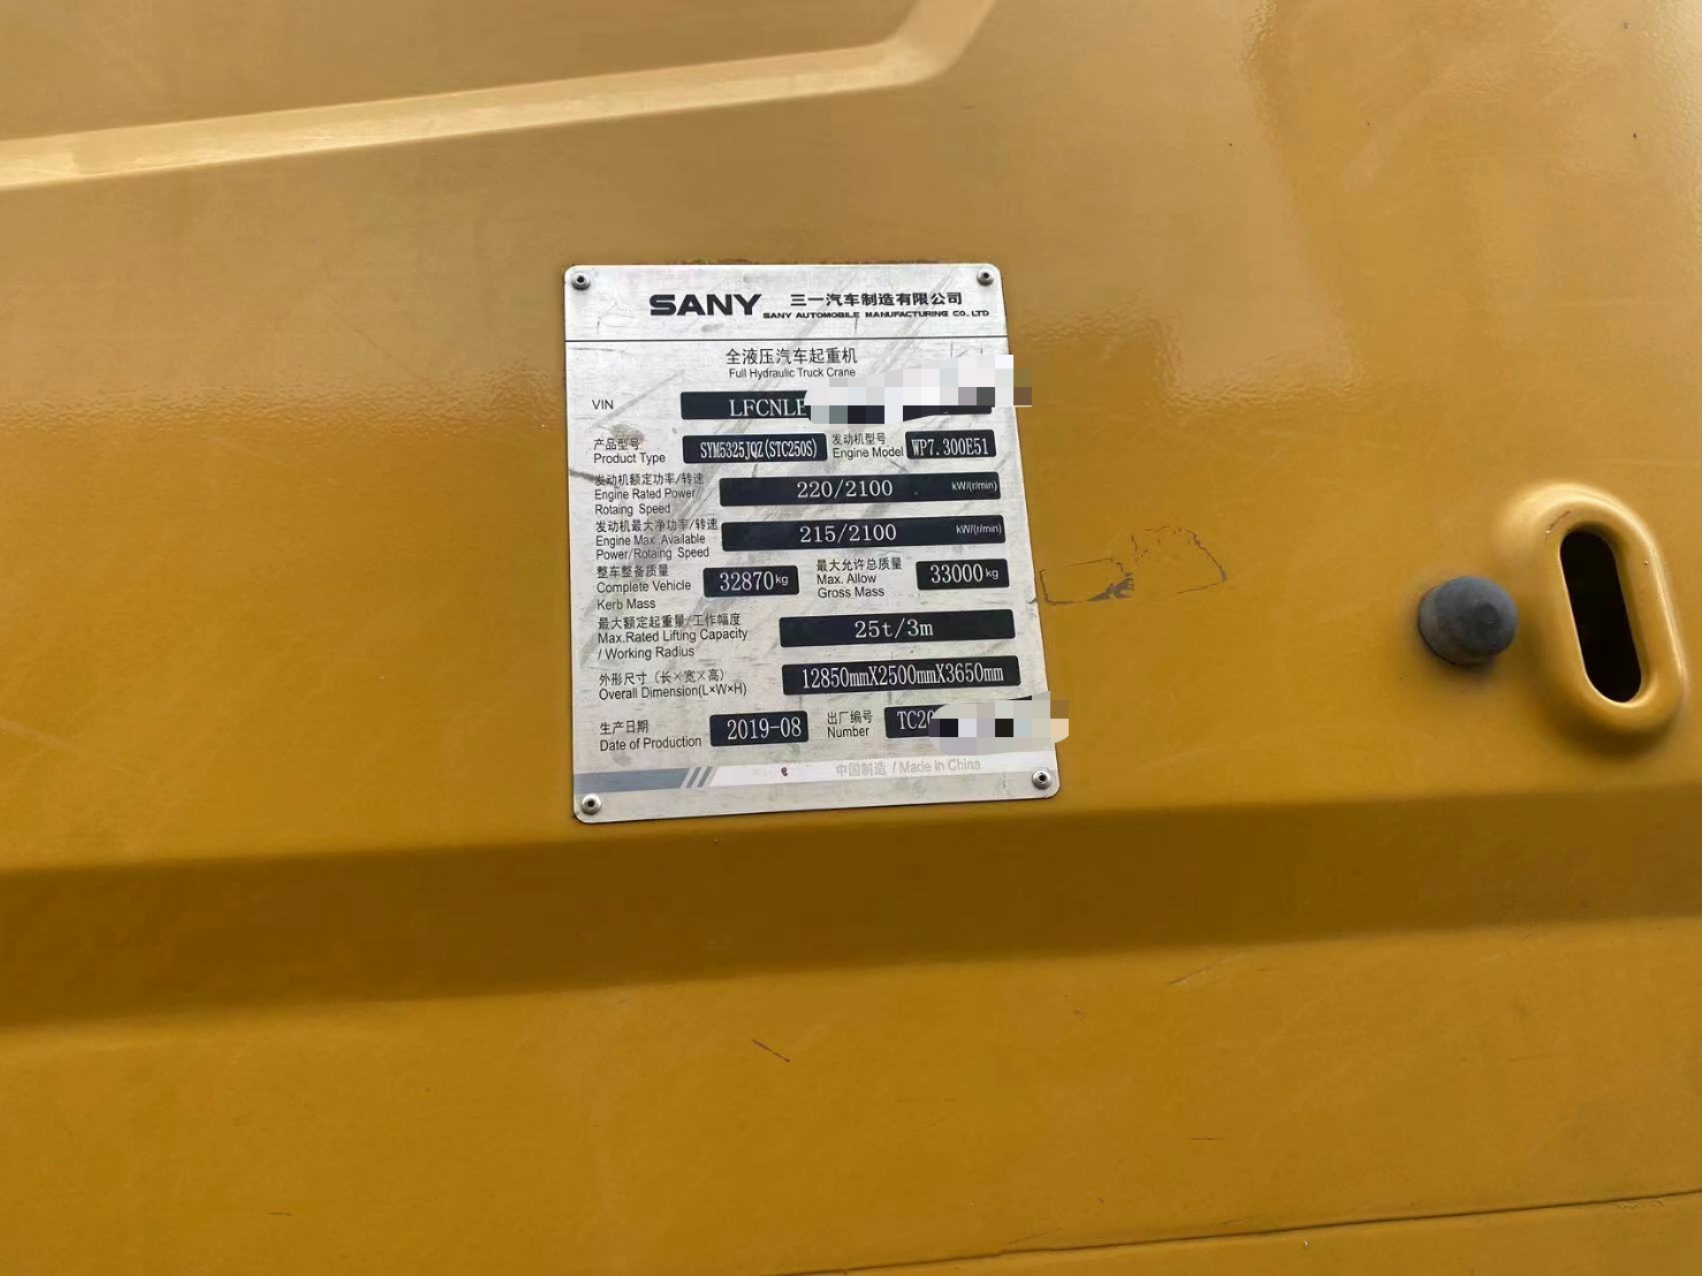 SANY 三一汽车制造有限公司
SANY AUTOMOBILE MANUFACTURING CO., LTD
全液压汽车起重机
Full Hydraulic Truck Crane
VIN LFCNLE
产品型号 SYM5325JQZ(STC250S) 发动机型号 WP7.300E51
Product Type Engine Model
发动机额定功率/转速
Engine Rated Power/ 220/2100 kW/(r/min)
Rotaing Speed
发动机最大净功率/转速
Engine Max. Available 215/2100 kW/(r/min)
Power/Rotaing Speed
整车整备质量 最大允许总质量
Complete Vehicle 32870kg Max. Allow 33000kg
Kerb Mass Gross Mass
最大额定起重量/工作幅度
Max.Rated Lifting Capacity 25t/3m
/ Working Radius
外形尺寸（长×宽×高） 12850mmX2500mmX3650mm
Overall Dimension(L×W×H)
生产日期 2019-08 出厂编号 TC20
Date of Production Number
中国制造 / Made in China